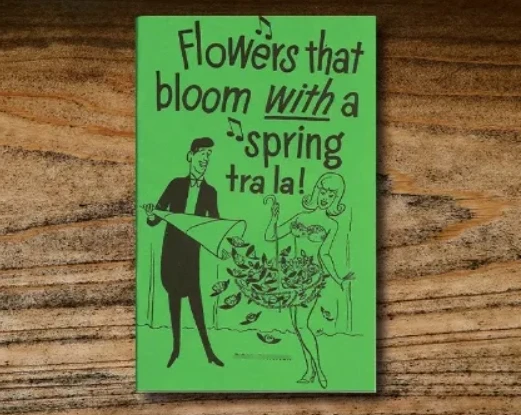 Flowers that
bloom with a
spring
tra la!